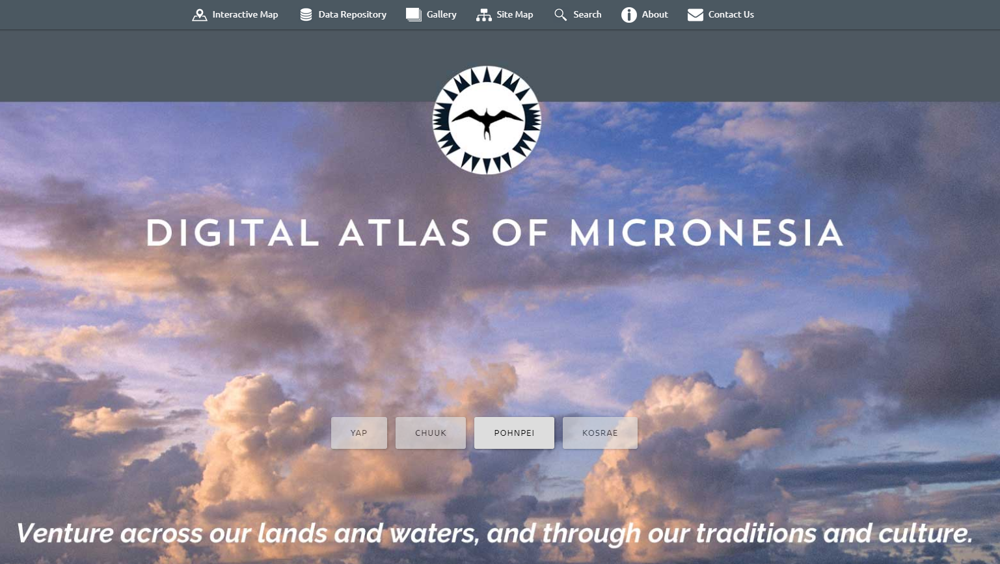 Interactive Map Data Repository Gallery Site Map Search About Contact Us
DIGITAL ATLAS OF MICRONESIA
YAP CHUUK POHNPEI KOSRAE
Venture across our lands and waters, and through our traditions and culture.